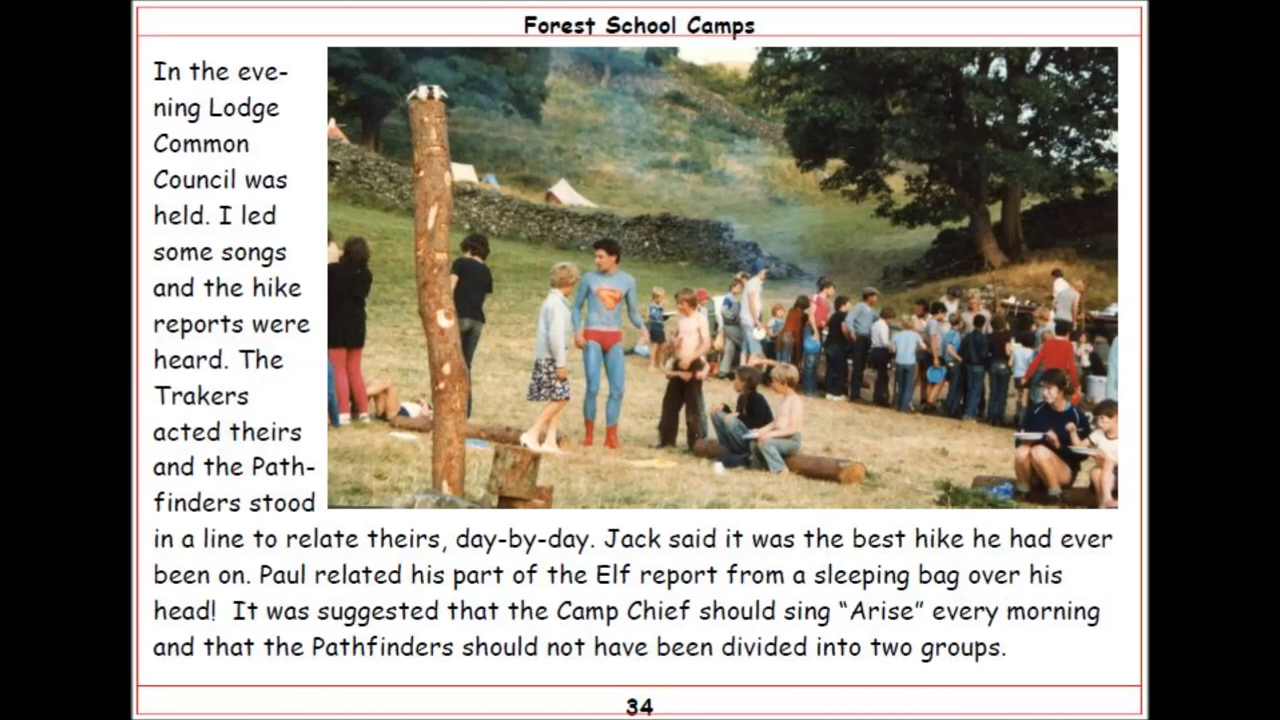 Forest School Camps
In the eve-
ning Lodge
Common
Council was
held. I led
some songs
and the hike
reports were
heard. The
Trakers
acted theirs
and the Path-
finders stood
in a line to relate theirs, day-by-day. Jack said it was the best hike he had ever
been on. Paul related his part of the Elf report from a sleeping bag over his
head!  It was suggested that the Camp Chief should sing “Arise” every morning
and that the Pathfinders should not have been divided into two groups.
34